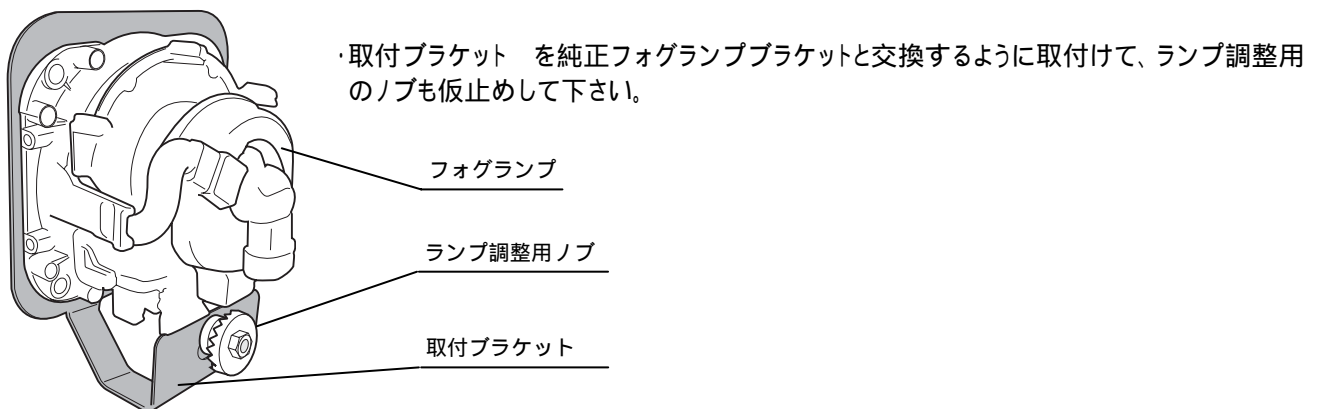 ・取付ブラケット　を純正フォグランプブラケットと交換するように取付けて、ランプ調整用
のノブも仮止めして下さい。
フォグランプ
ランプ調整用ノブ
取付ブラケット